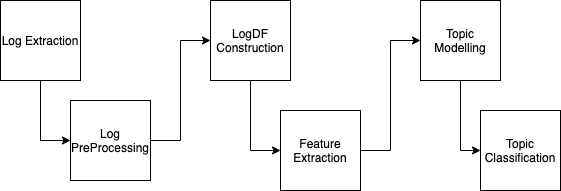 Log Extraction
Log
PreProcessing
LogDF
Construction
Feature
Extraction
Topic
Modelling
Topic
Classification